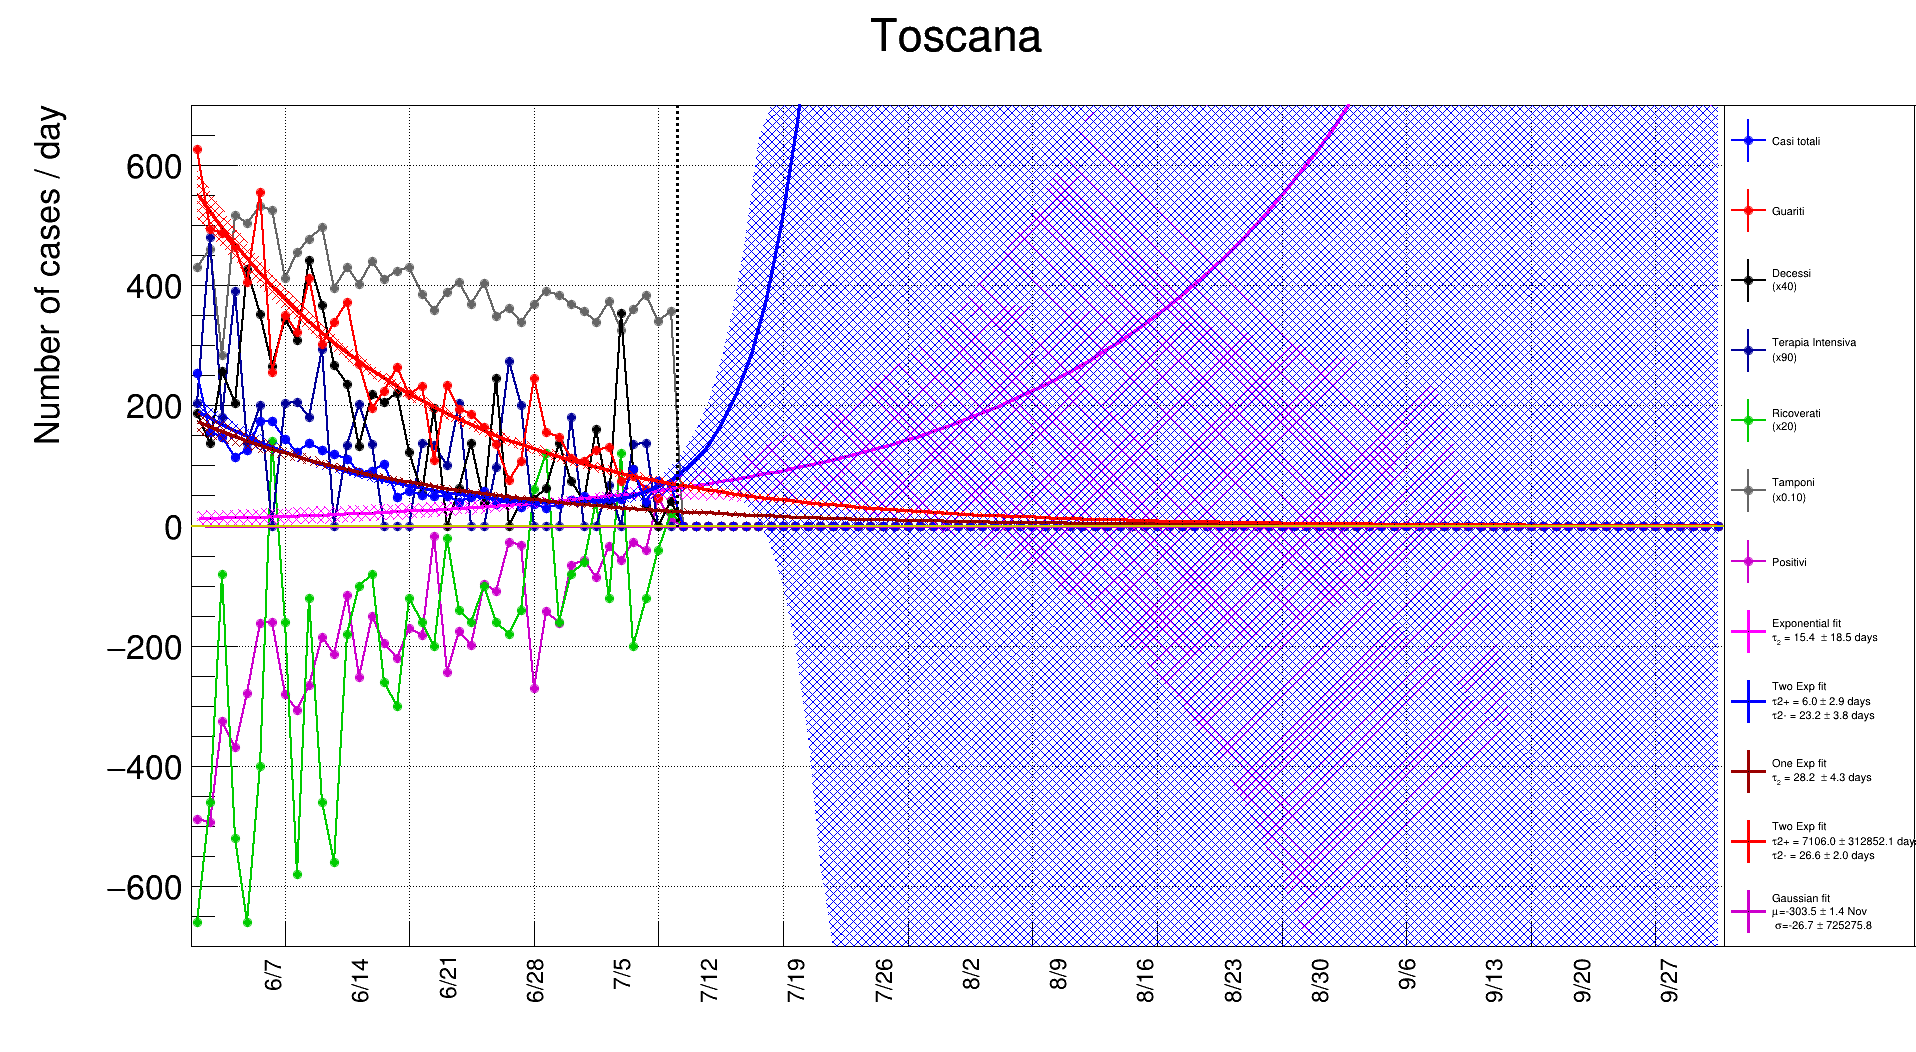 Toscana
Number of cases / day
600
400
200
0
−200
−400
−600
6/7
6/14
6/21
6/28
7/5
7/12
7/19
7/26
8/2
8/9
8/16
8/23
8/30
9/6
9/13
9/20
9/27
Casi totali
Guariti
Decessi
(x40)
Terapia Intensiva
(x90)
Ricoverati
(x20)
Tamponi
(x0.10)
Positivi
Exponential fit
τ2 = 15.4 ± 18.5 days
Two Exp fit
τ2+ = 6.0 ± 2.9 days
τ2- = 23.2 ± 3.8 days
One Exp fit
τ2 = 28.2 ± 4.3 days
Two Exp fit
τ2+ = 7106.0 ± 312852.1 day
τ2- = 26.6 ± 2.0 days
Gaussian fit
μ=-303.5 ± 1.4 Nov
σ=-26.7 ± 725275.8